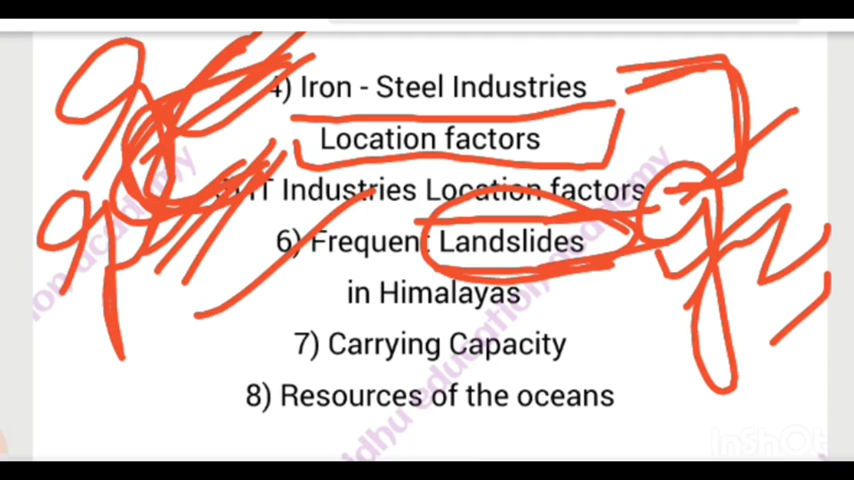 4) Iron - Steel Industries
Location factors
IT Industries Location factors
6) Frequent Landslides
in Himalayas
7) Carrying Capacity
8) Resources of the oceans
InShOt